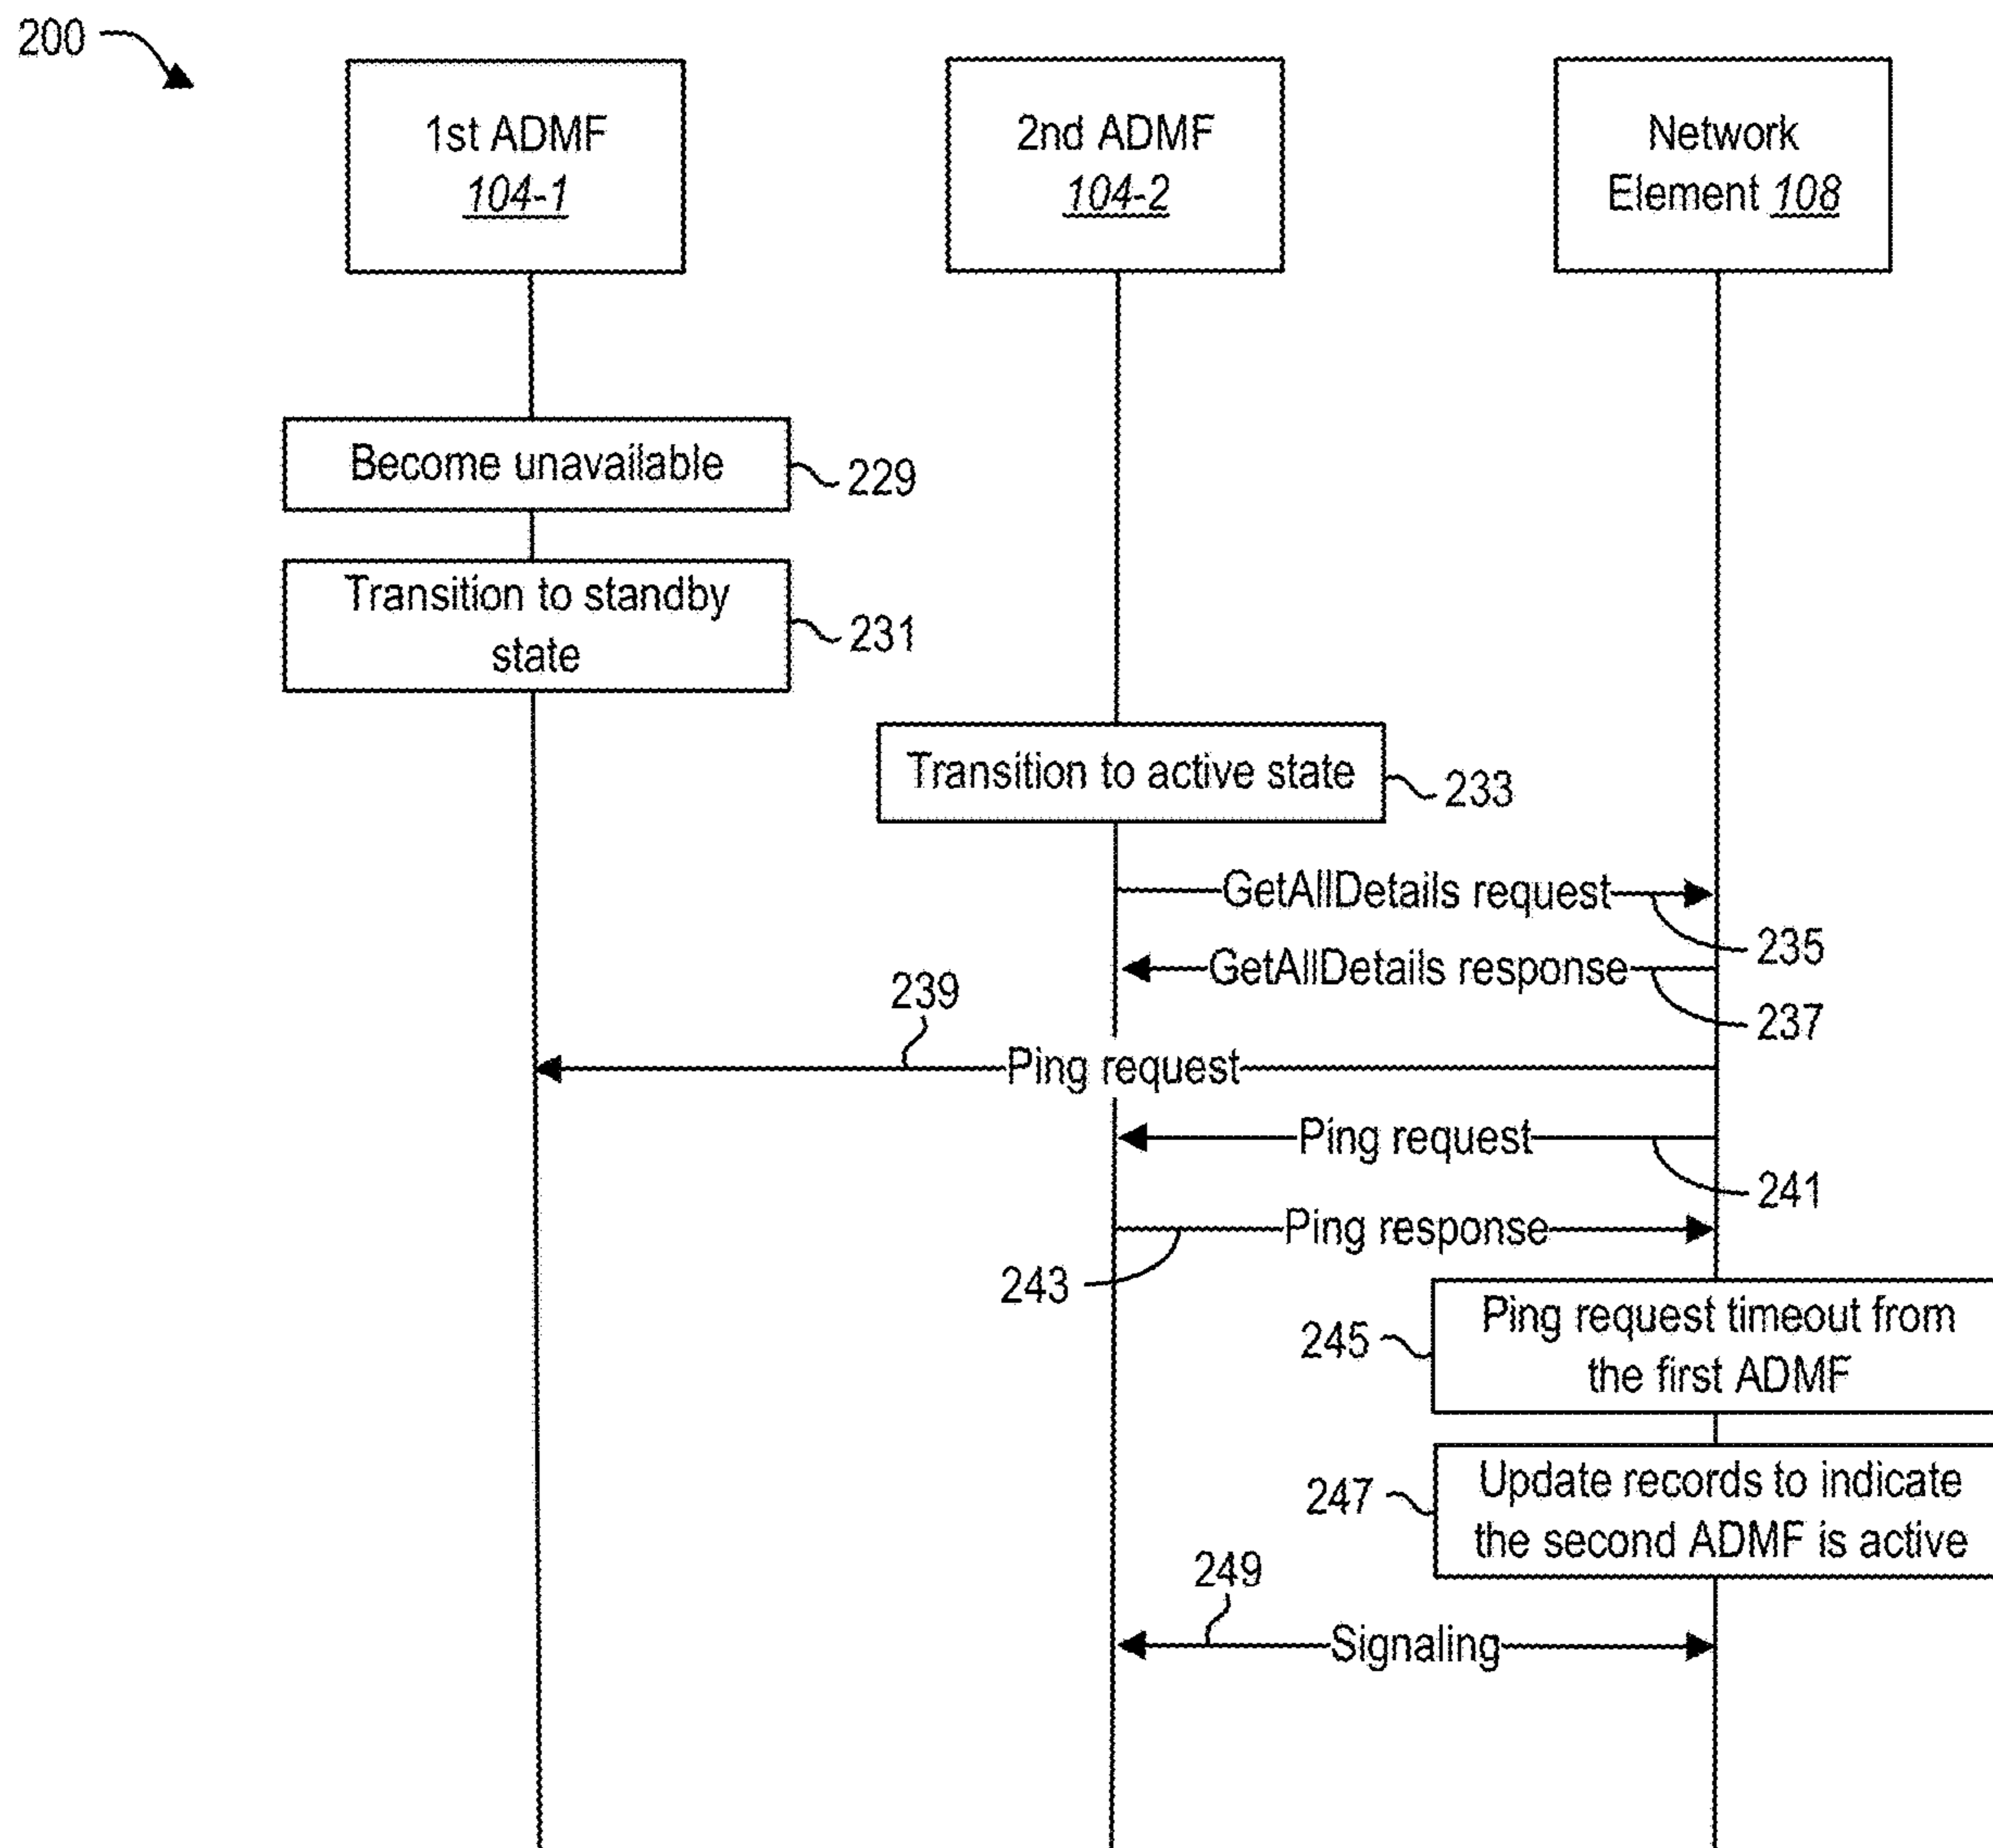 200
1st ADMF
104-1
2nd ADMF
104-2
Network
Element 108
Become unavailable
229
Transition to standby
state
231
Transition to active state
233
GetAllDetails request
235
GetAllDetails response
237
239
Ping request
Ping request
241
Ping response
243
Ping request timeout from
the first ADMF
245
Update records to indicate
the second ADMF is active
247
249
Signaling